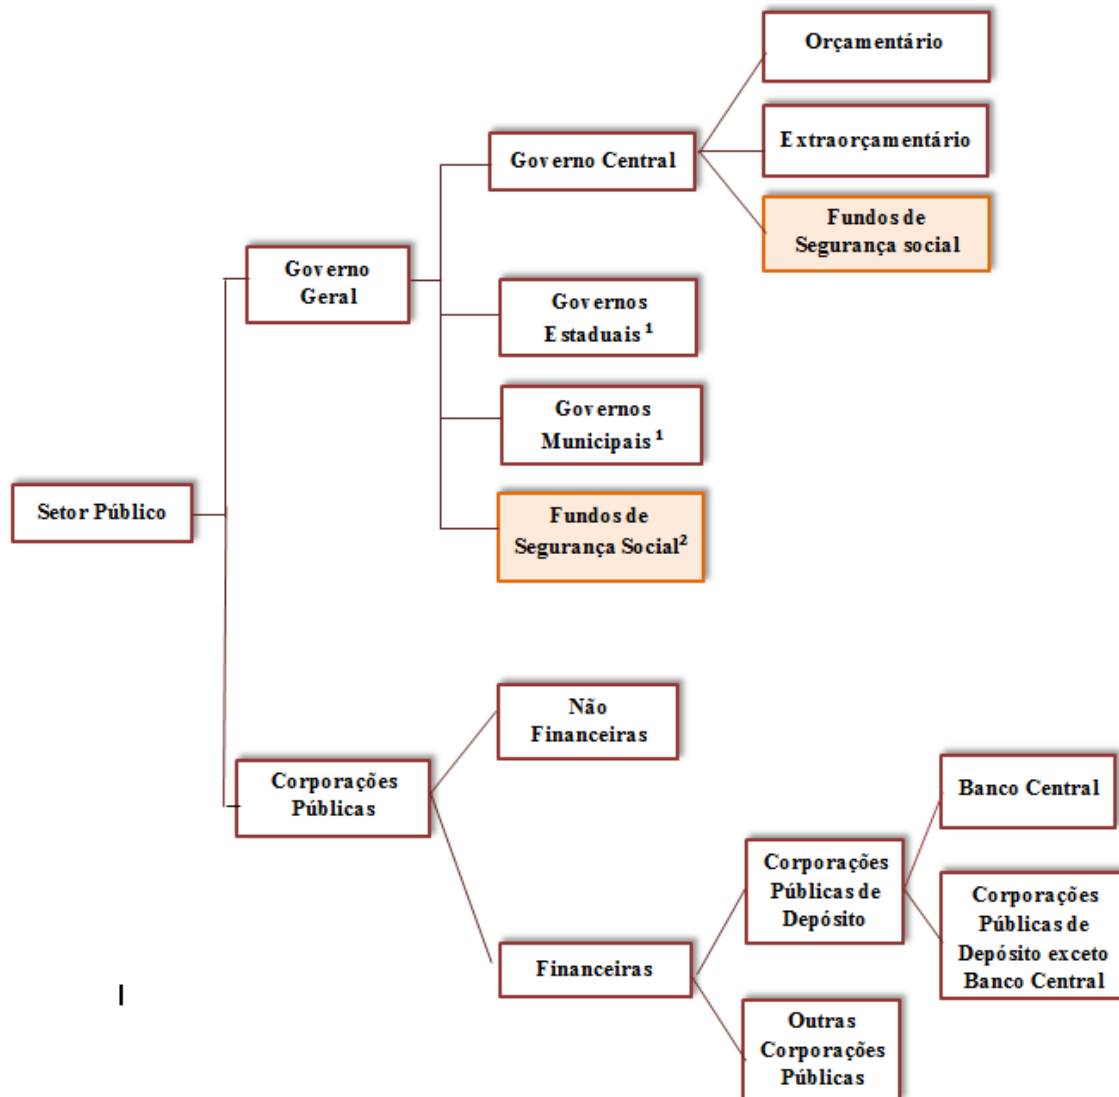 Orçamentário
Extraorçamentário
Governo Central
Fundos de
Segurança social
Governo
Geral
Governos
Estaduais ¹
Governos
Municipais ¹
Setor Público
Fundos de
Segurança Social²
Não
Financeiras
Corporações
Públicas
Banco Central
Corporações
Públicas de
Depósito
Corporações
Públicas de
Depósito exceto
Banco Central
Financeiras
Outras
Corporações
Públicas